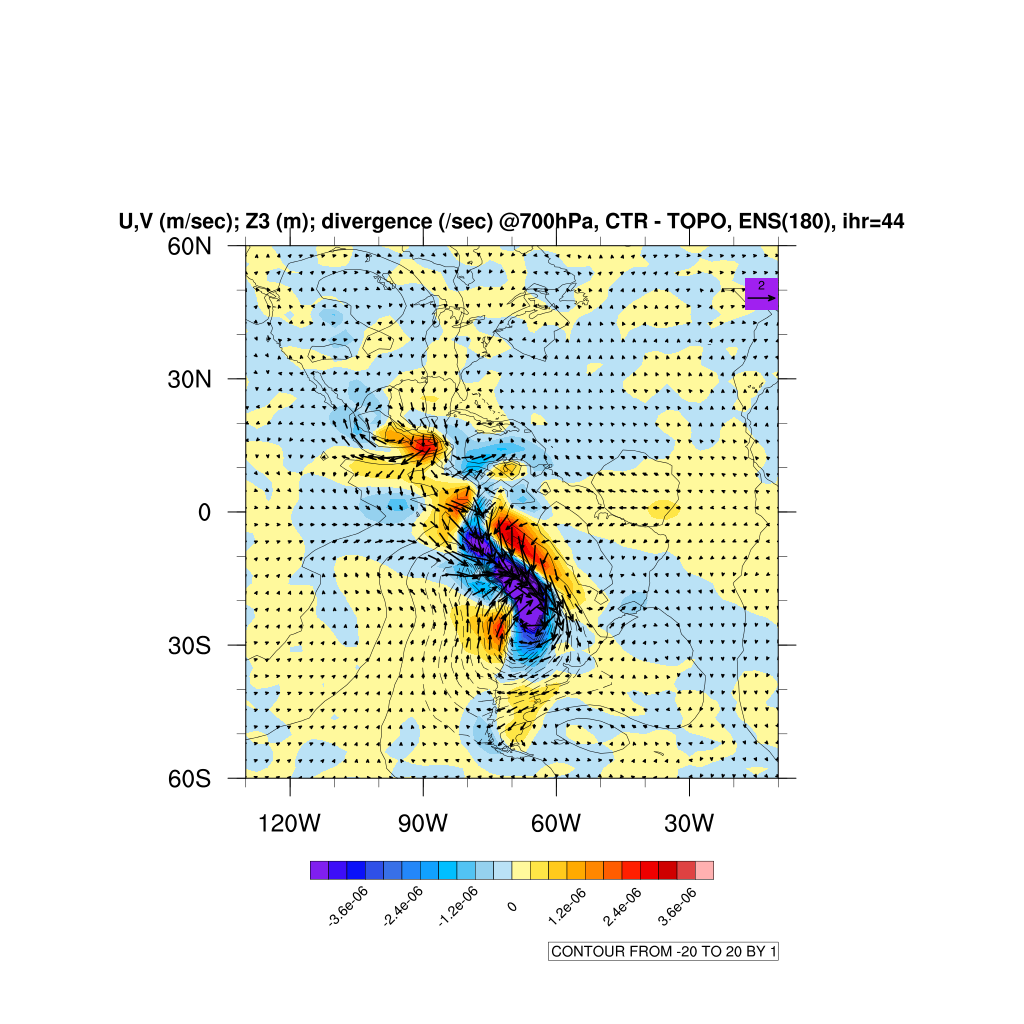 U,V (m/sec); Z3 (m); divergence (/sec) @700hPa, CTR - TOPO, ENS(180), ihr=44
60N
2
30N
0
30S
60S
120W 90W 60W 30W
-3.6e-06 -2.4e-06 -1.2e-06 0 1.2e-06 2.4e-06 3.6e-06
CONTOUR FROM -20 TO 20 BY 1